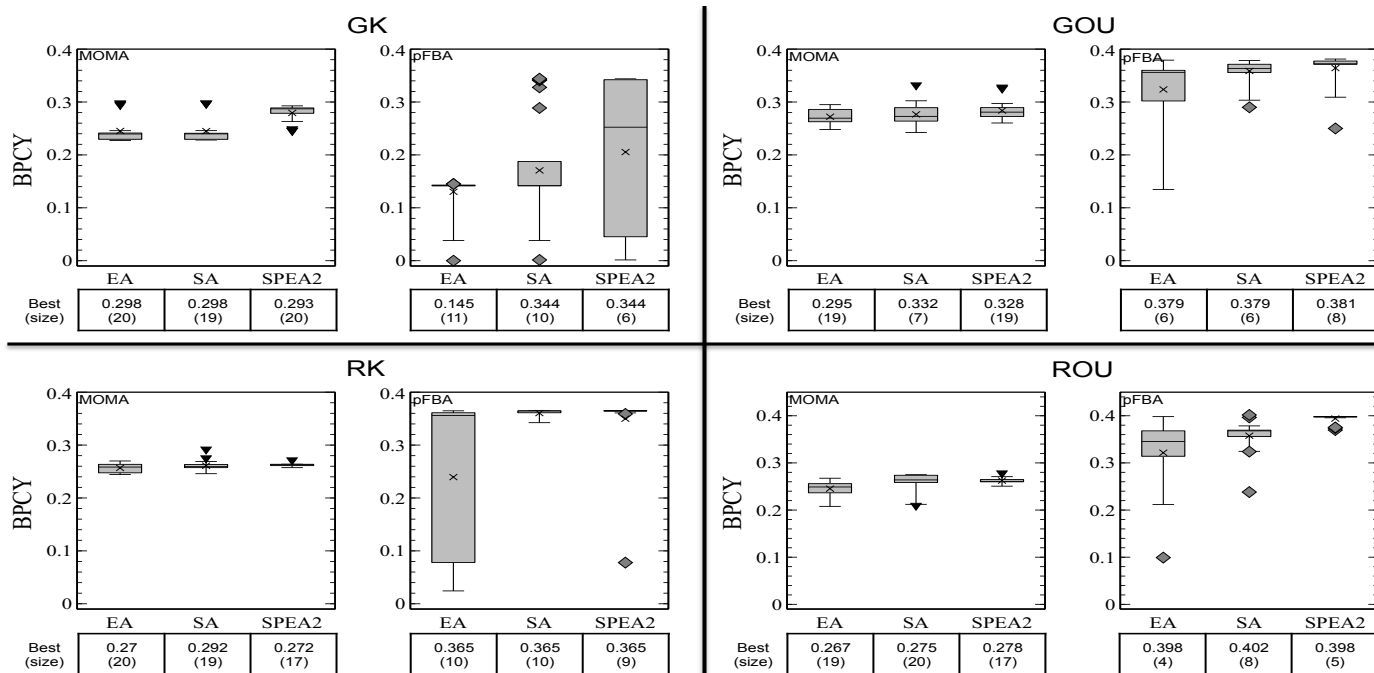 GK
MOMA
BPCY
0.4
0.3
0.2
0.1
0
EA SA SPEA2
Best (size)
0.298 0.298 0.293
(20) (19) (20)
pFBA
0.4
0.3
0.2
0.1
0
EA SA SPEA2
0.145 0.344 0.344
(11) (10) (6)
GOU
MOMA
BPCY
0.4
0.3
0.2
0.1
0
EA SA SPEA2
Best (size)
0.295 0.332 0.328
(19) (7) (19)
pFBA
0.4
0.3
0.2
0.1
0
EA SA SPEA2
0.379 0.379 0.381
(6) (6) (8)
RK
MOMA
BPCY
0.4
0.3
0.2
0.1
0
EA SA SPEA2
Best (size)
0.27 0.292 0.272
(20) (19) (17)
pFBA
0.4
0.3
0.2
0.1
0
EA SA SPEA2
0.365 0.365 0.365
(10) (10) (9)
ROU
MOMA
BPCY
0.4
0.3
0.2
0.1
0
EA SA SPEA2
Best (size)
0.267 0.275 0.278
(19) (20) (17)
pFBA
0.4
0.3
0.2
0.1
0
EA SA SPEA2
0.398 0.402 0.398
(4) (8) (5)